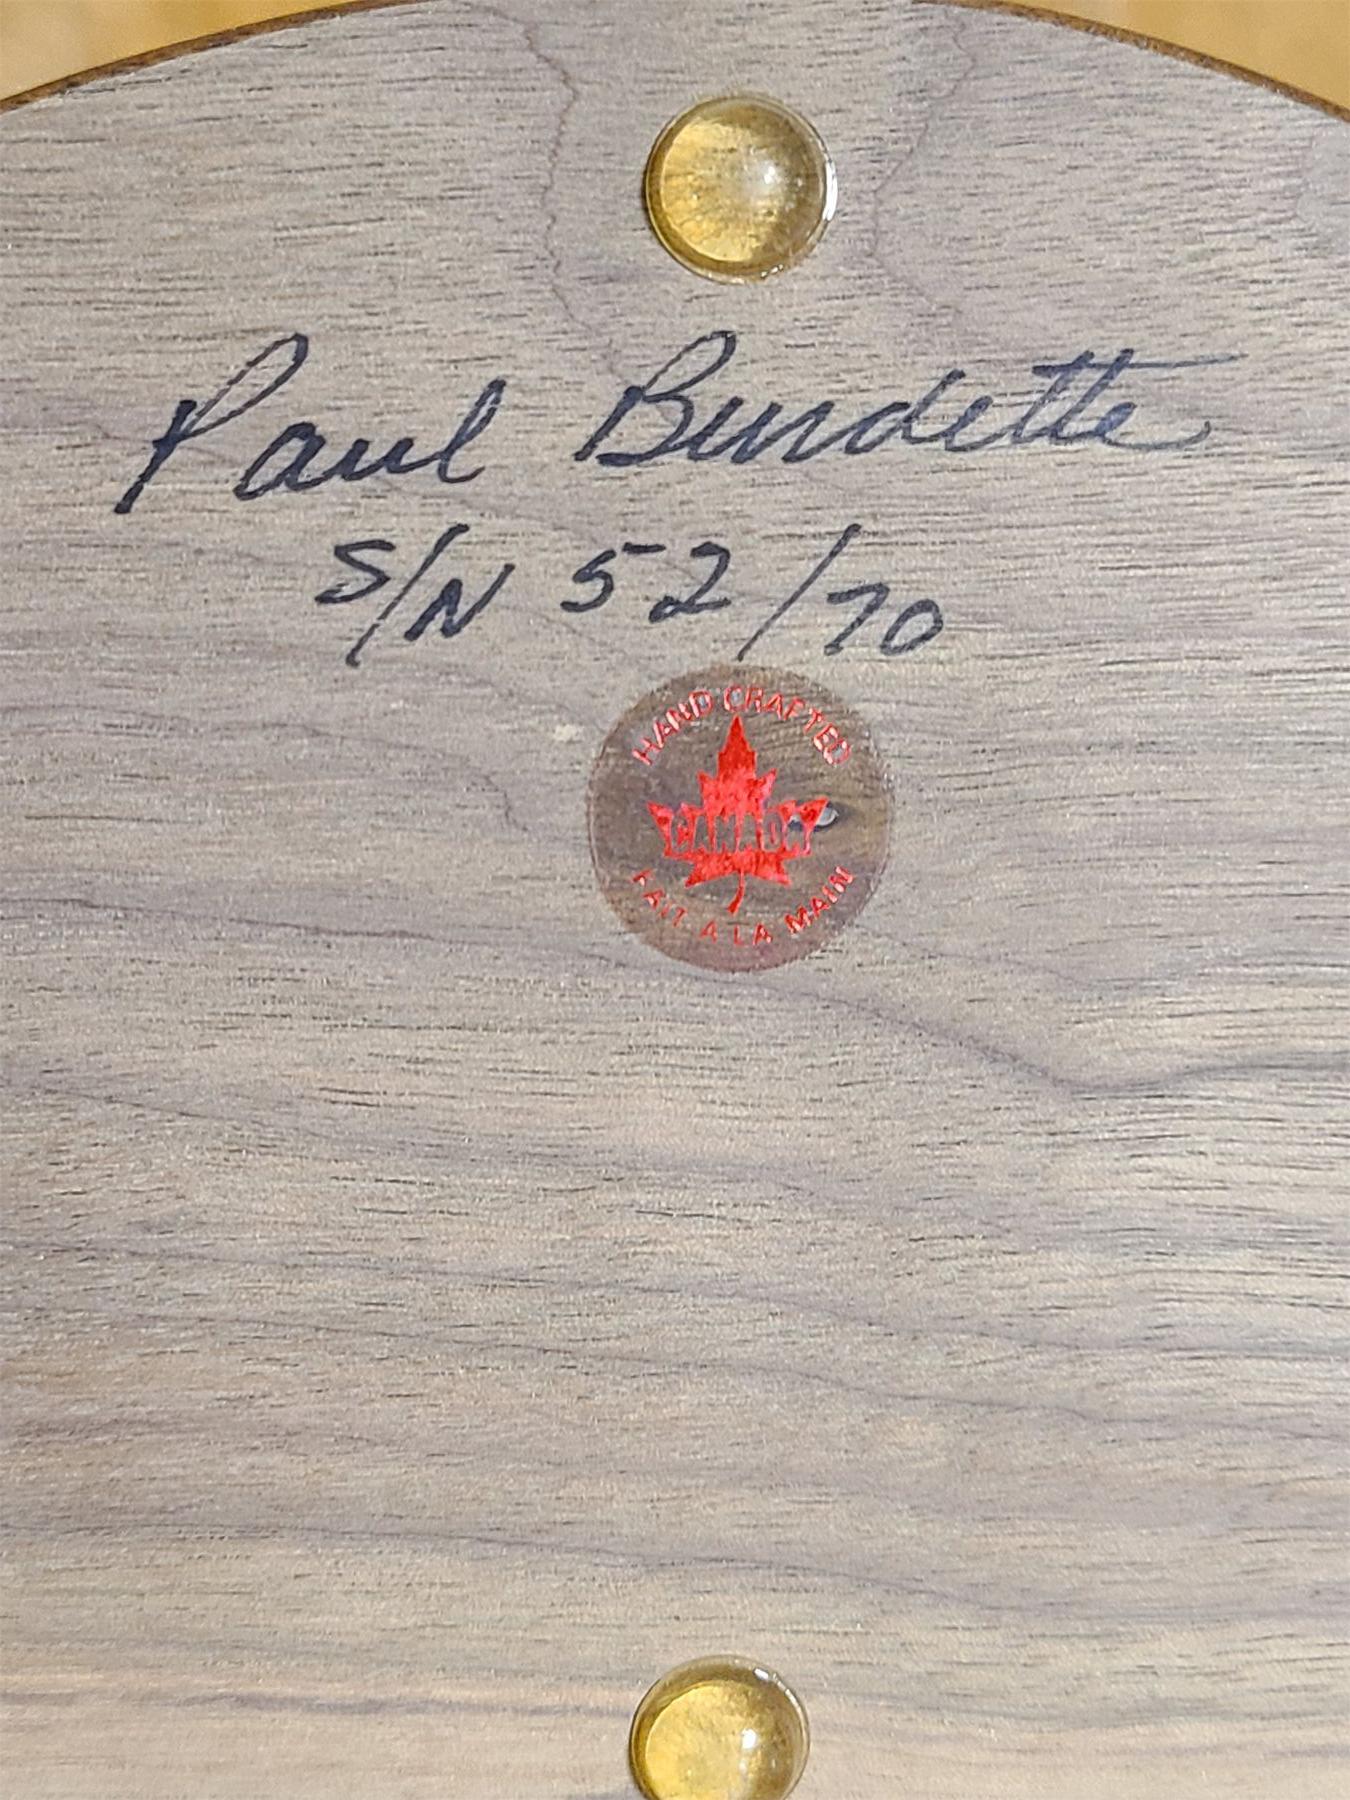 Paul Burdette
S/N 52/70
HAND CRAFTED
CANADA
FAIT A LA MAIN